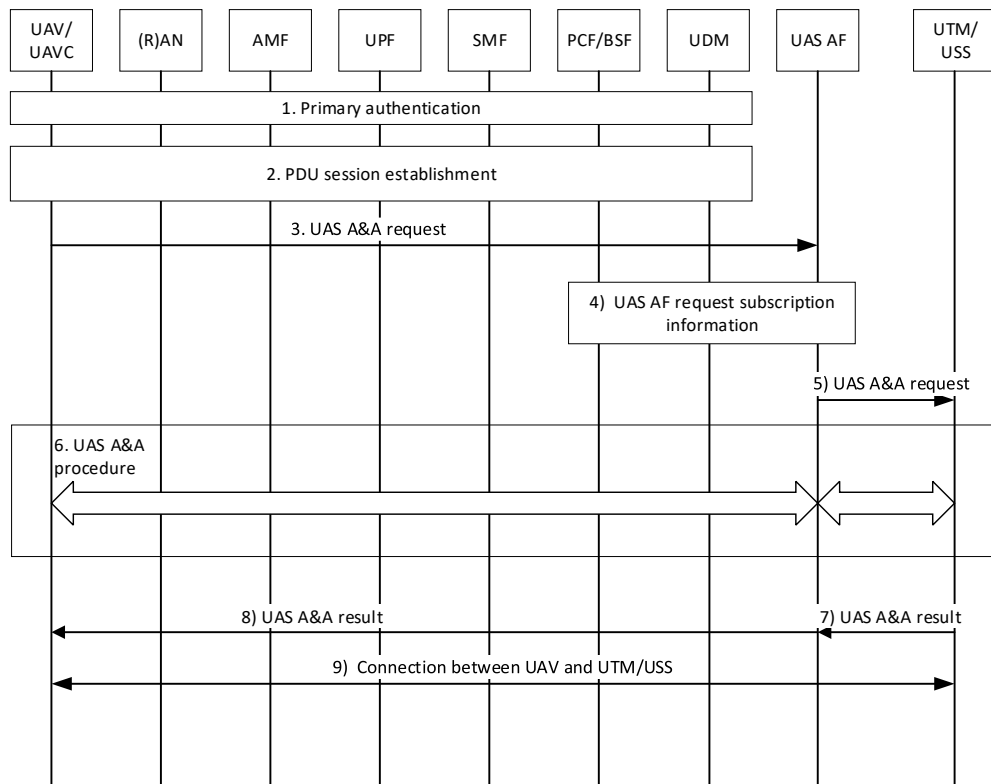 UAV/
UAVC
(R)AN
AMF
UPF
SMF
PCF/BSF
UDM
UAS AF
UTM/
USS
1. Primary authentication
2. PDU session establishment
3. UAS A&A request
4)  UAS AF request subscription
information
5) UAS A&A request
6. UAS A&A
procedure
8) UAS A&A result
7) UAS A&A result
9)  Connection between UAV and UTM/USS